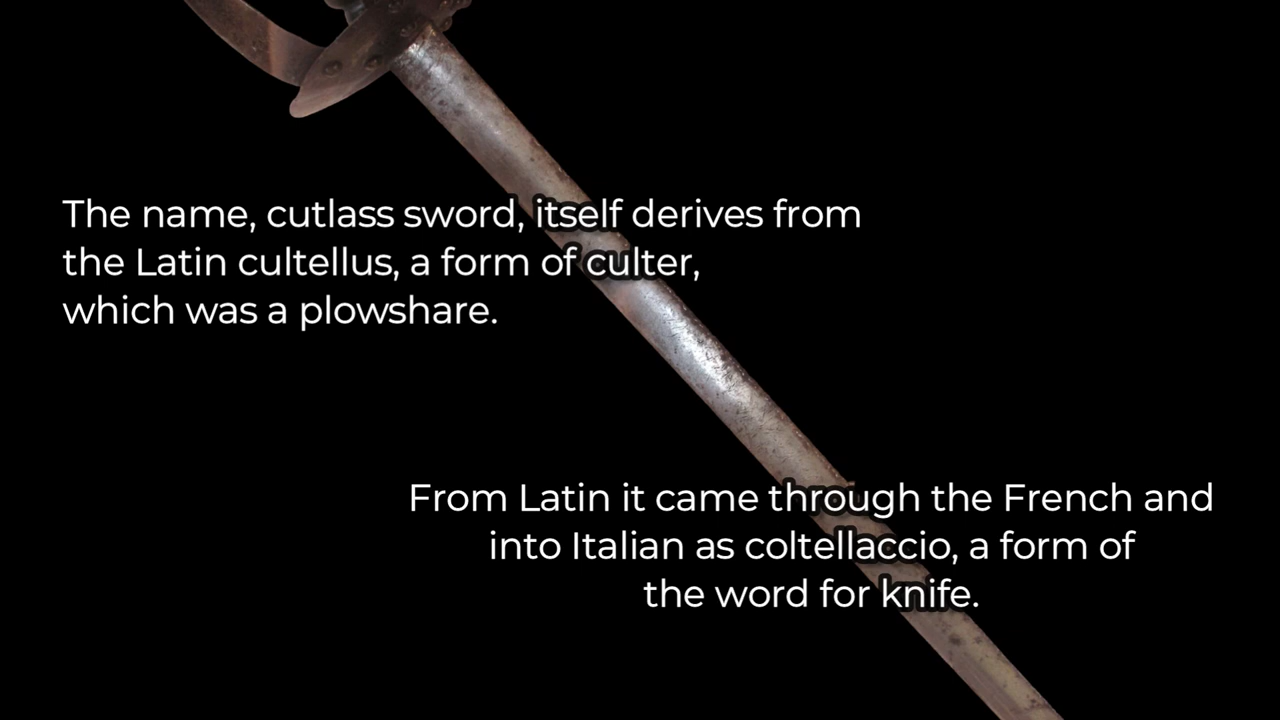 The name, cutlass sword, itself derives from
the Latin cultellus, a form of culter,
which was a plowshare.
From Latin it came through the French and
into Italian as coltellaccio, a form of
the word for knife.